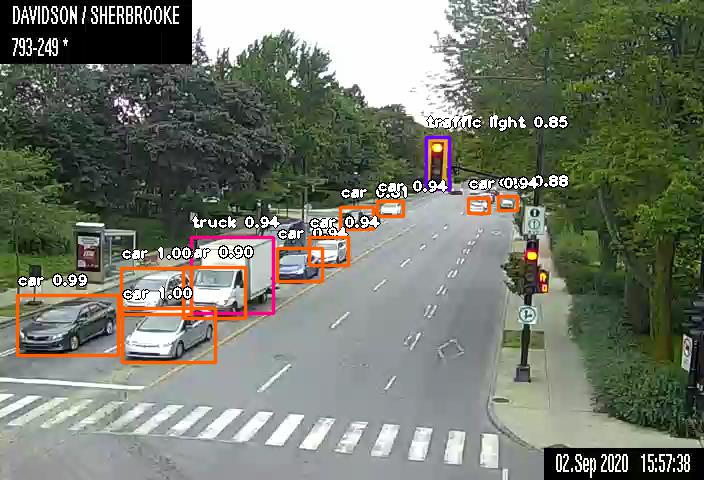 DAVIDSON / SHERBROOKE
793-249 *
traffic light 0.85
car 0.94
car 0.94
0.88
truck 0.94
car 0.94
car 1.00
ar 0.90
car 0.99
car 1.00
02.Sep 2020 15:57:38